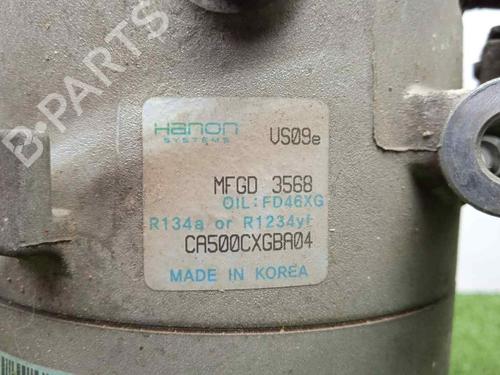 B-PARTS
Hanon
SYSTEMS
VS09e
MFGD 3568
OIL:FD46XG
R134a or R1234yf
CA500CXGBA04
MADE IN KOREA